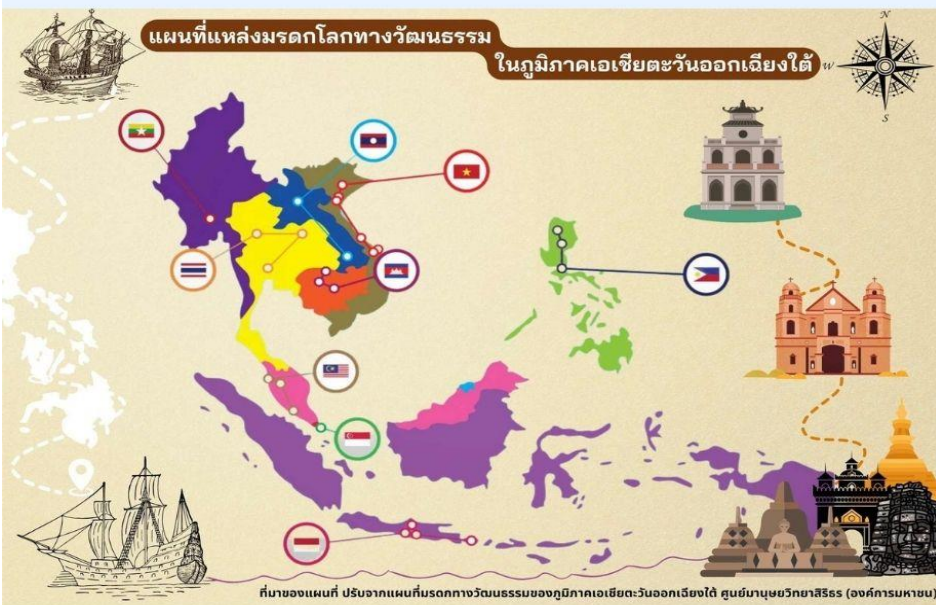 แผนที่แหล่งมรดกโลกทางวัฒนธรรม
ในภูมิภาคเอเชียตะวันออกเฉียงใต้
N
W
S
ที่มาของแผนที่ ปรับจากแผนที่มรดกทางวัฒนธรรมของภูมิภาคเอเชียตะวันออกเฉียงใต้ ศูนย์มานุษยวิทยาสิรีธร (องค์การมหาชน)